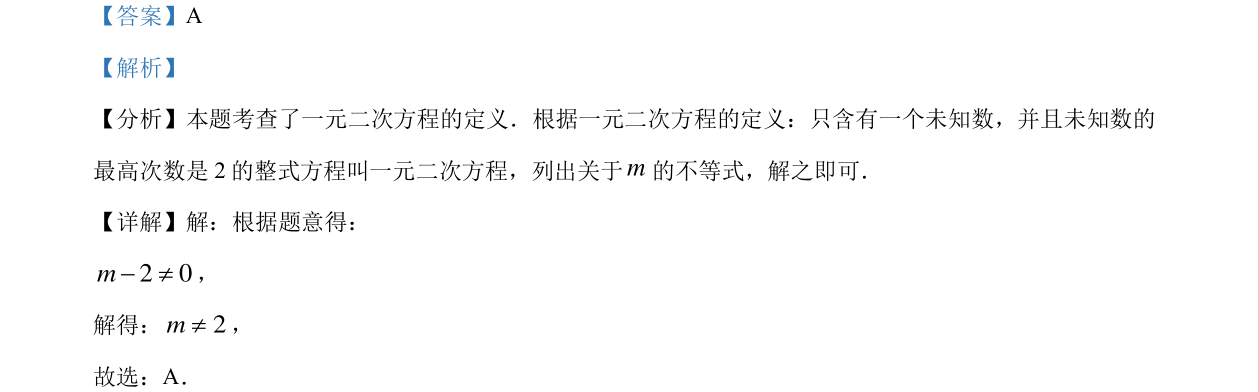 【答案】A
【解析】
【分析】本题考查了一元二次方程的定义．根据一元二次方程的定义：只含有一个未知数，并且未知数的
最高次数是 2 的整式方程叫一元二次方程，列出关于 m 的不等式，解之即可．
【详解】解：根据题意得：
m－2≠0，
解得：m≠2，
故选：A．